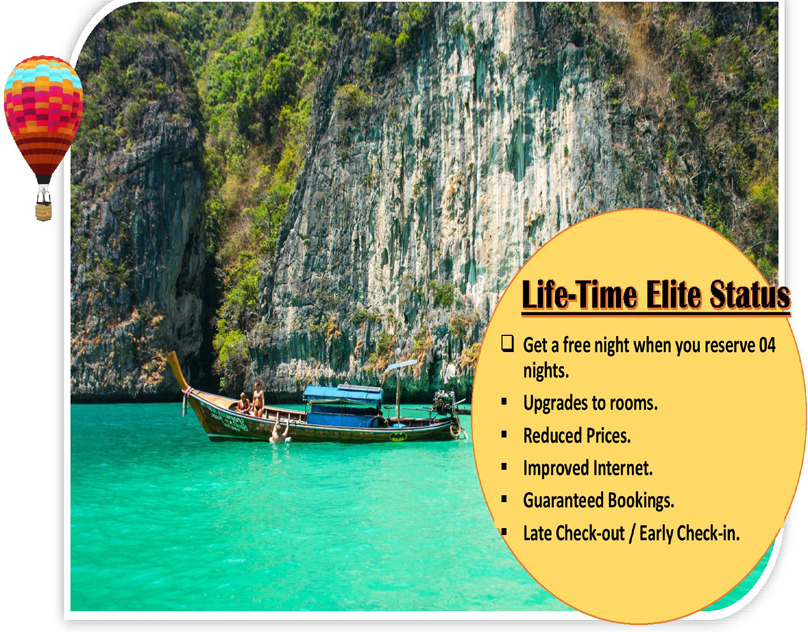 Life-Time Elite Status
Get a free night when you reserve 04
nights.
Upgrades to rooms.
Reduced Prices.
Improved Internet.
Guaranteed Bookings.
Late Check-out / Early Check-in.